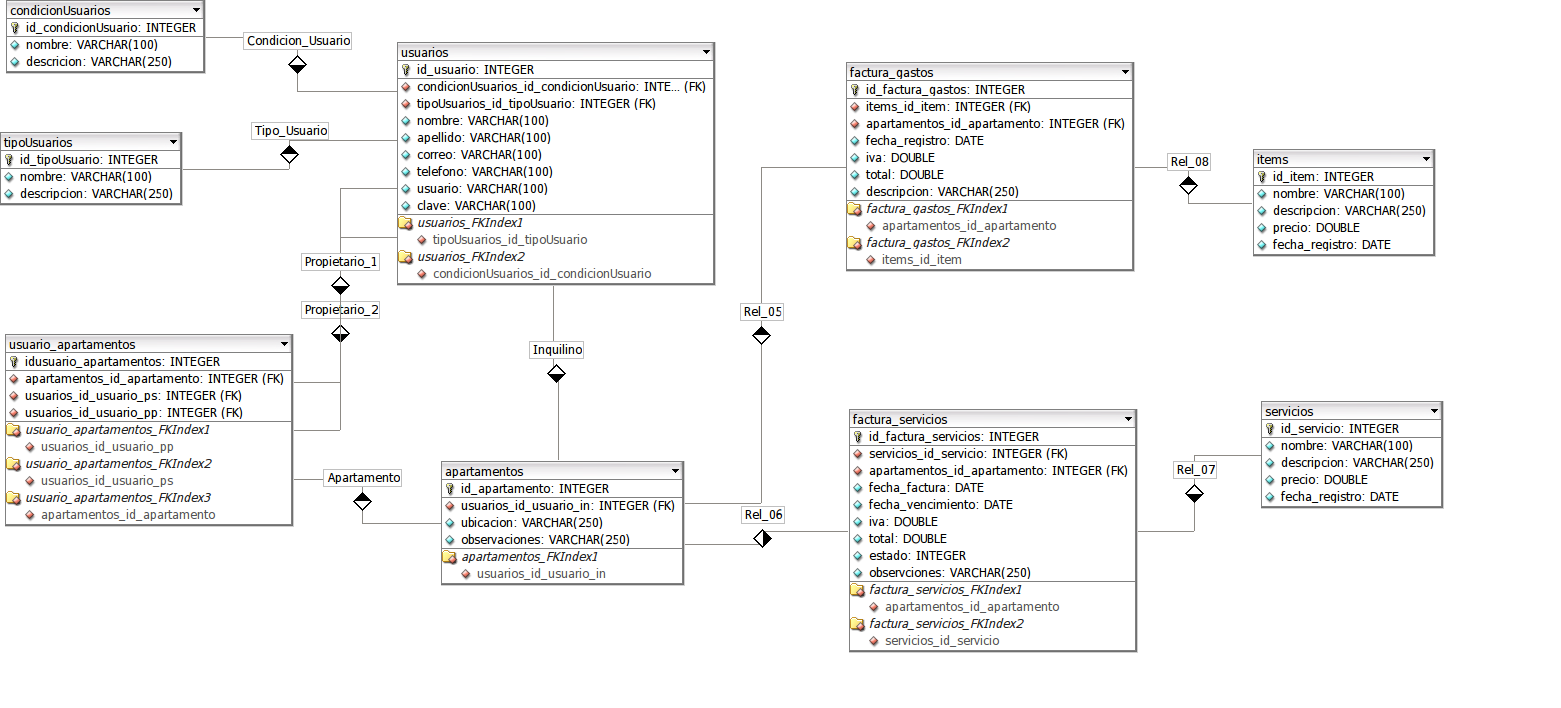 condicionUsuarios
id_condicionUsuario: INTEGER
nombre: VARCHAR(100)
descricion: VARCHAR(250)
Condicion_Usuario
tipoUsuarios
id_tipoUsuario: INTEGER
nombre: VARCHAR(100)
descripcion: VARCHAR(250)
Tipo_Usuario
usuarios
id_usuario: INTEGER
condicionUsuarios_id_condicionUsuario: INTE... (FK)
tipoUsuarios_id_tipoUsuario: INTEGER (FK)
nombre: VARCHAR(100)
apellido: VARCHAR(100)
correo: VARCHAR(100)
telefono: VARCHAR(100)
usuario: VARCHAR(100)
clave: VARCHAR(100)
usuarios_FKIndex1
tipoUsuarios_id_tipoUsuario
usuarios_FKIndex2
condicionUsuarios_id_condicionUsuario
Propietario_1
Propietario_2
usuario_apartamentos
idusuario_apartamentos: INTEGER
apartamentos_id_apartamento: INTEGER (FK)
usuarios_id_usuario_ps: INTEGER (FK)
usuarios_id_usuario_pp: INTEGER (FK)
usuario_apartamentos_FKIndex1
usuarios_id_usuario_pp
usuario_apartamentos_FKIndex2
usuarios_id_usuario_ps
usuario_apartamentos_FKIndex3
apartamentos_id_apartamento
Apartamento
Inquilino
apartamentos
id_apartamento: INTEGER
usuarios_id_usuario_in: INTEGER (FK)
ubicacion: VARCHAR(250)
observaciones: VARCHAR(250)
apartamentos_FKIndex1
usuarios_id_usuario_in
Rel_05
Rel_06
factura_gastos
id_factura_gastos: INTEGER
items_id_item: INTEGER (FK)
apartamentos_id_apartamento: INTEGER (FK)
fecha_registro: DATE
iva: DOUBLE
total: DOUBLE
descripcion: VARCHAR(250)
factura_gastos_FKIndex1
apartamentos_id_apartamento
factura_gastos_FKIndex2
items_id_item
Rel_08
items
id_item: INTEGER
nombre: VARCHAR(100)
descripcion: VARCHAR(250)
precio: DOUBLE
fecha_registro: DATE
factura_servicios
id_factura_servicios: INTEGER
servicios_id_servicio: INTEGER (FK)
apartamentos_id_apartamento: INTEGER (FK)
fecha_factura: DATE
fecha_vencimiento: DATE
iva: DOUBLE
total: DOUBLE
estado: INTEGER
observciones: VARCHAR(250)
factura_servicios_FKIndex1
apartamentos_id_apartamento
factura_servicios_FKIndex2
servicios_id_servicio
Rel_07
servicios
id_servicio: INTEGER
nombre: VARCHAR(100)
descripcion: VARCHAR(250)
precio: DOUBLE
fecha_registro: DATE